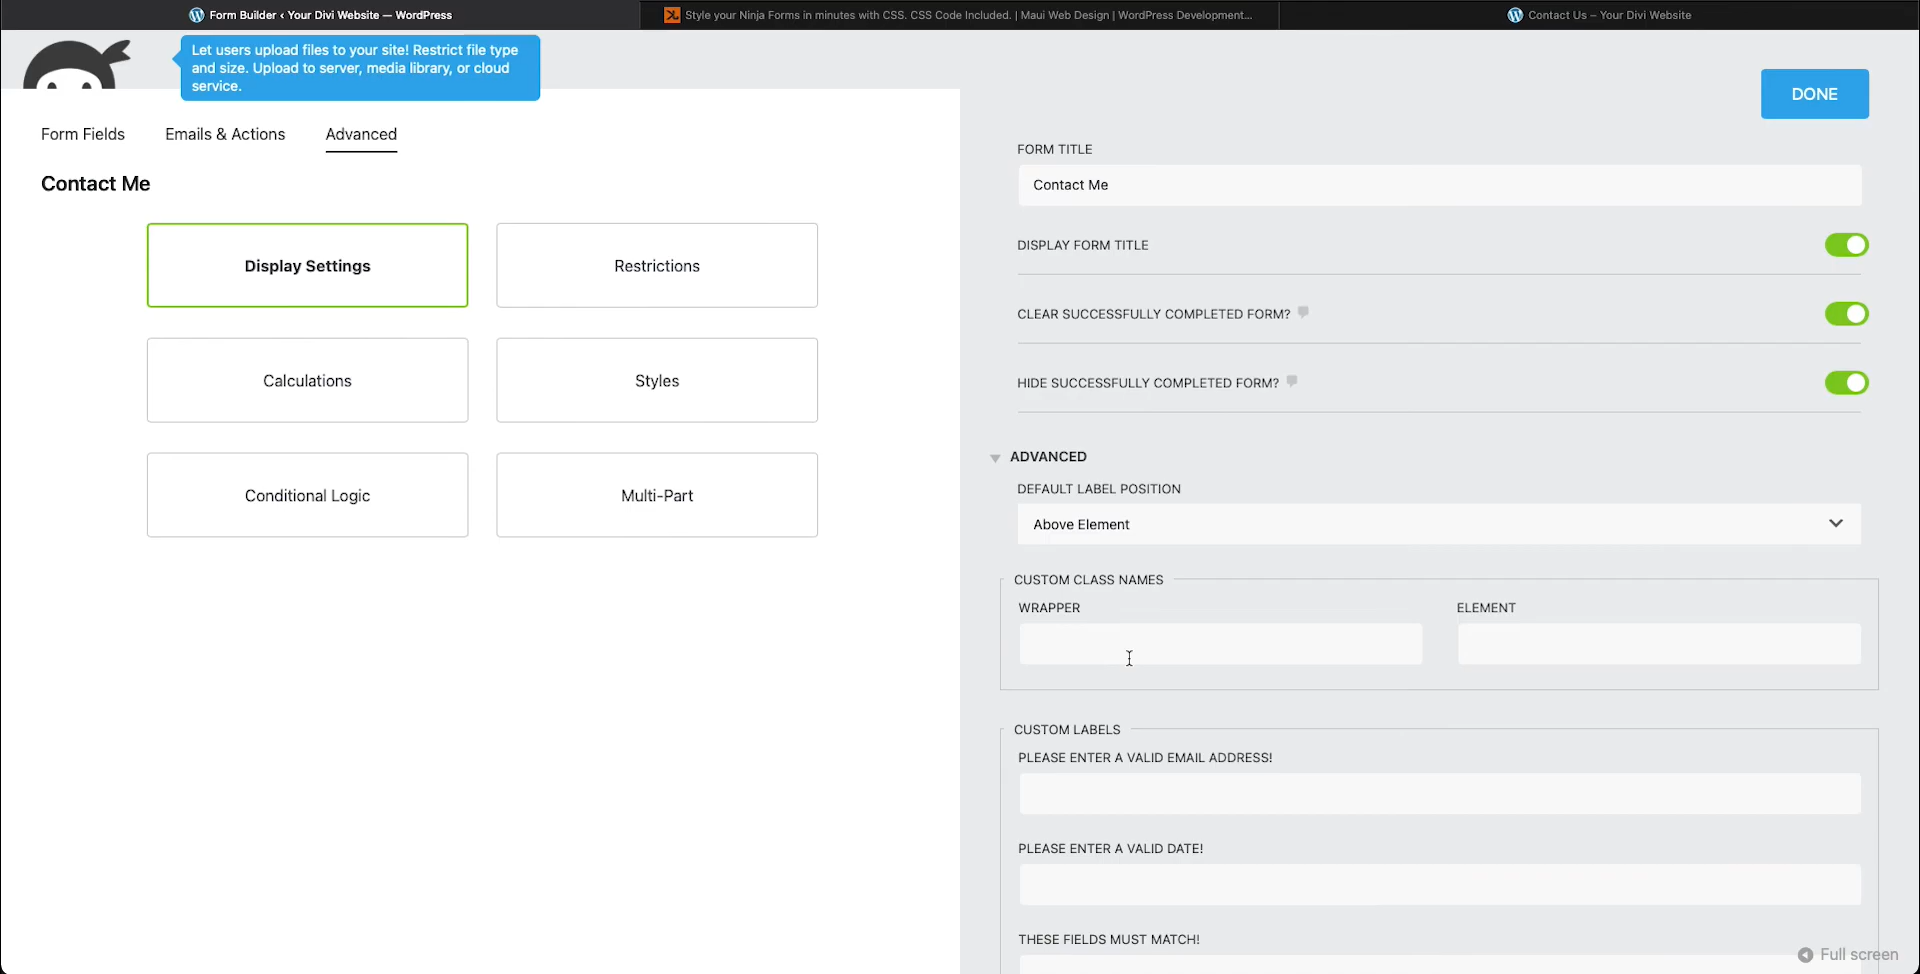 Form Builder ‹ Your Divi Website — WordPress
Style your Ninja Forms in minutes with CSS. CSS Code Included. | Maui Web Design | WordPress Development...
Contact Us – Your Divi Website
Let users upload files to your site! Restrict file type
and size. Upload to server, media library, or cloud
service.
DONE
Form Fields
Emails & Actions
Advanced
Contact Me
Display Settings
Restrictions
Calculations
Styles
Conditional Logic
Multi-Part
FORM TITLE
Contact Me
DISPLAY FORM TITLE
CLEAR SUCCESSFULLY COMPLETED FORM?
HIDE SUCCESSFULLY COMPLETED FORM?
ADVANCED
DEFAULT LABEL POSITION
Above Element
CUSTOM CLASS NAMES
WRAPPER
ELEMENT
CUSTOM LABELS
PLEASE ENTER A VALID EMAIL ADDRESS!
PLEASE ENTER A VALID DATE!
THESE FIELDS MUST MATCH!
Full screen